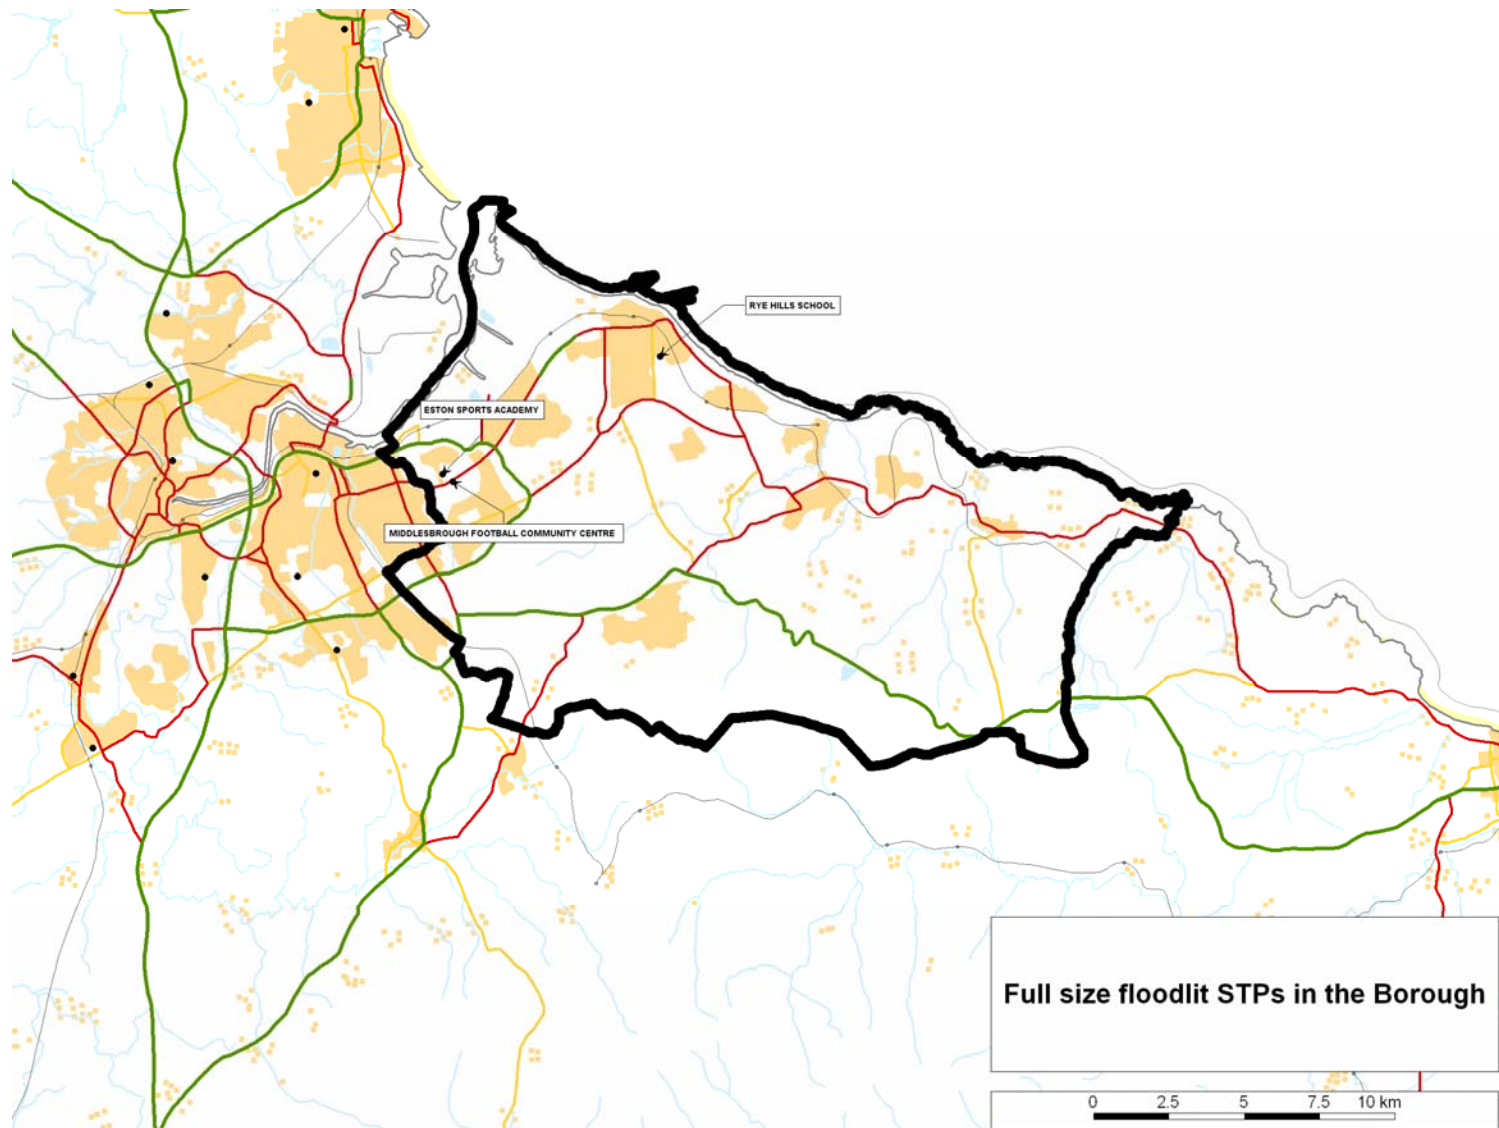 RYE HILLS SCHOOL
ESTON SPORTS ACADEMY
MIDDLESBROUGH FOOTBALL COMMUNITY CENTRE
Full size floodlit STPs in the Borough
0 2.5 5 7.5 10 km